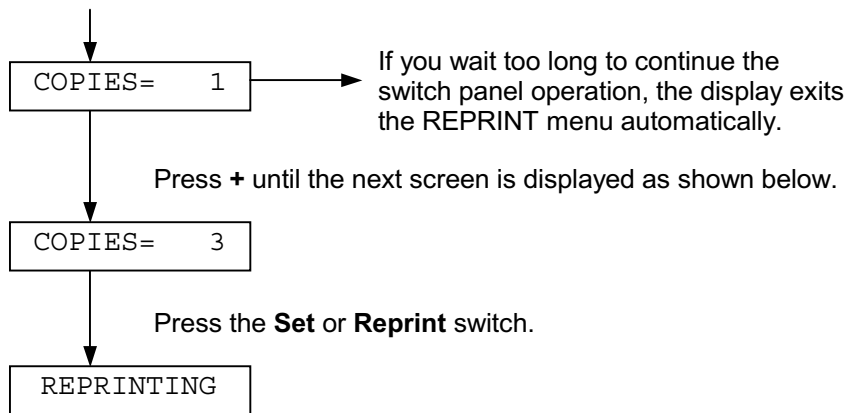 COPIES=   1
If you wait too long to continue the
switch panel operation, the display exits
the REPRINT menu automatically.
Press + until the next screen is displayed as shown below.
COPIES=   3
Press the Set or Reprint switch.
REPRINTING